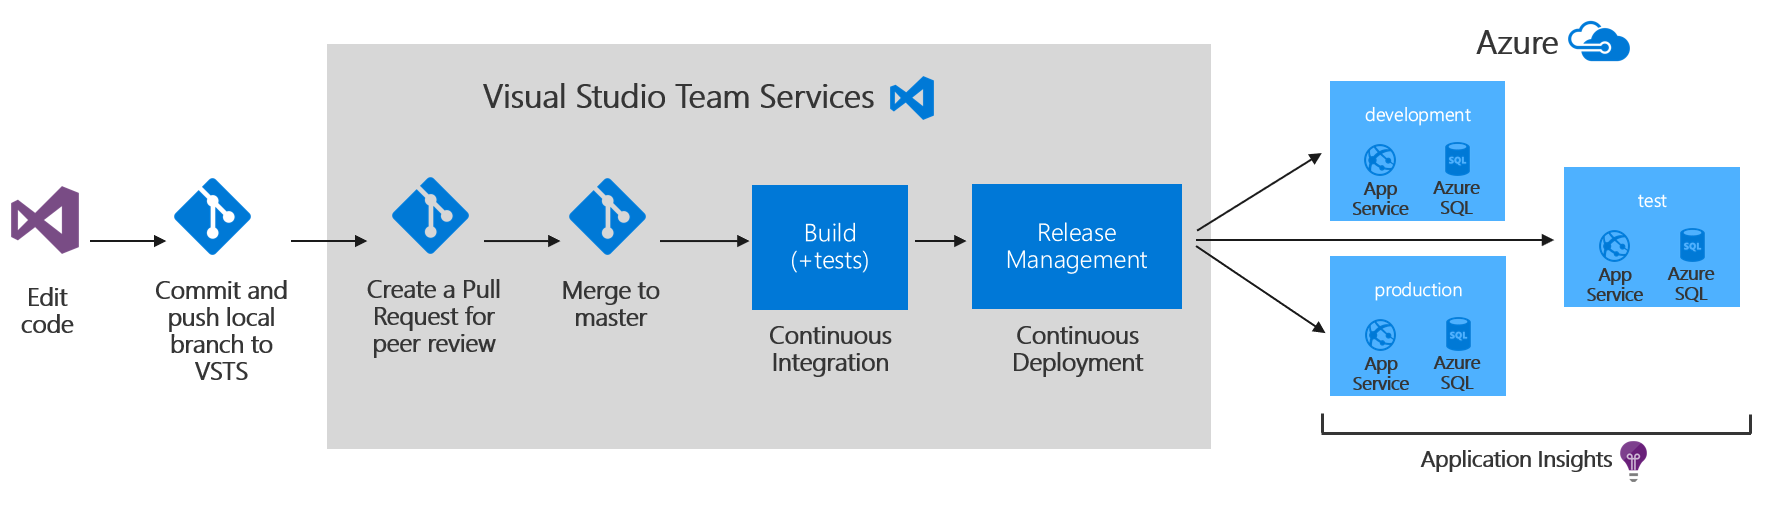 Azure
Visual Studio Team Services
Edit
code
Commit and
push local
branch to
VSTS
Create a Pull
Request for
peer review
Merge to
master
Build
(+tests)
Continuous
Integration
Release
Management
Continuous
Deployment
development
App
Service
SQL
Azure
SQL
test
App
Service
SQL
Azure
SQL
production
App
Service
SQL
Azure
SQL
Application Insights